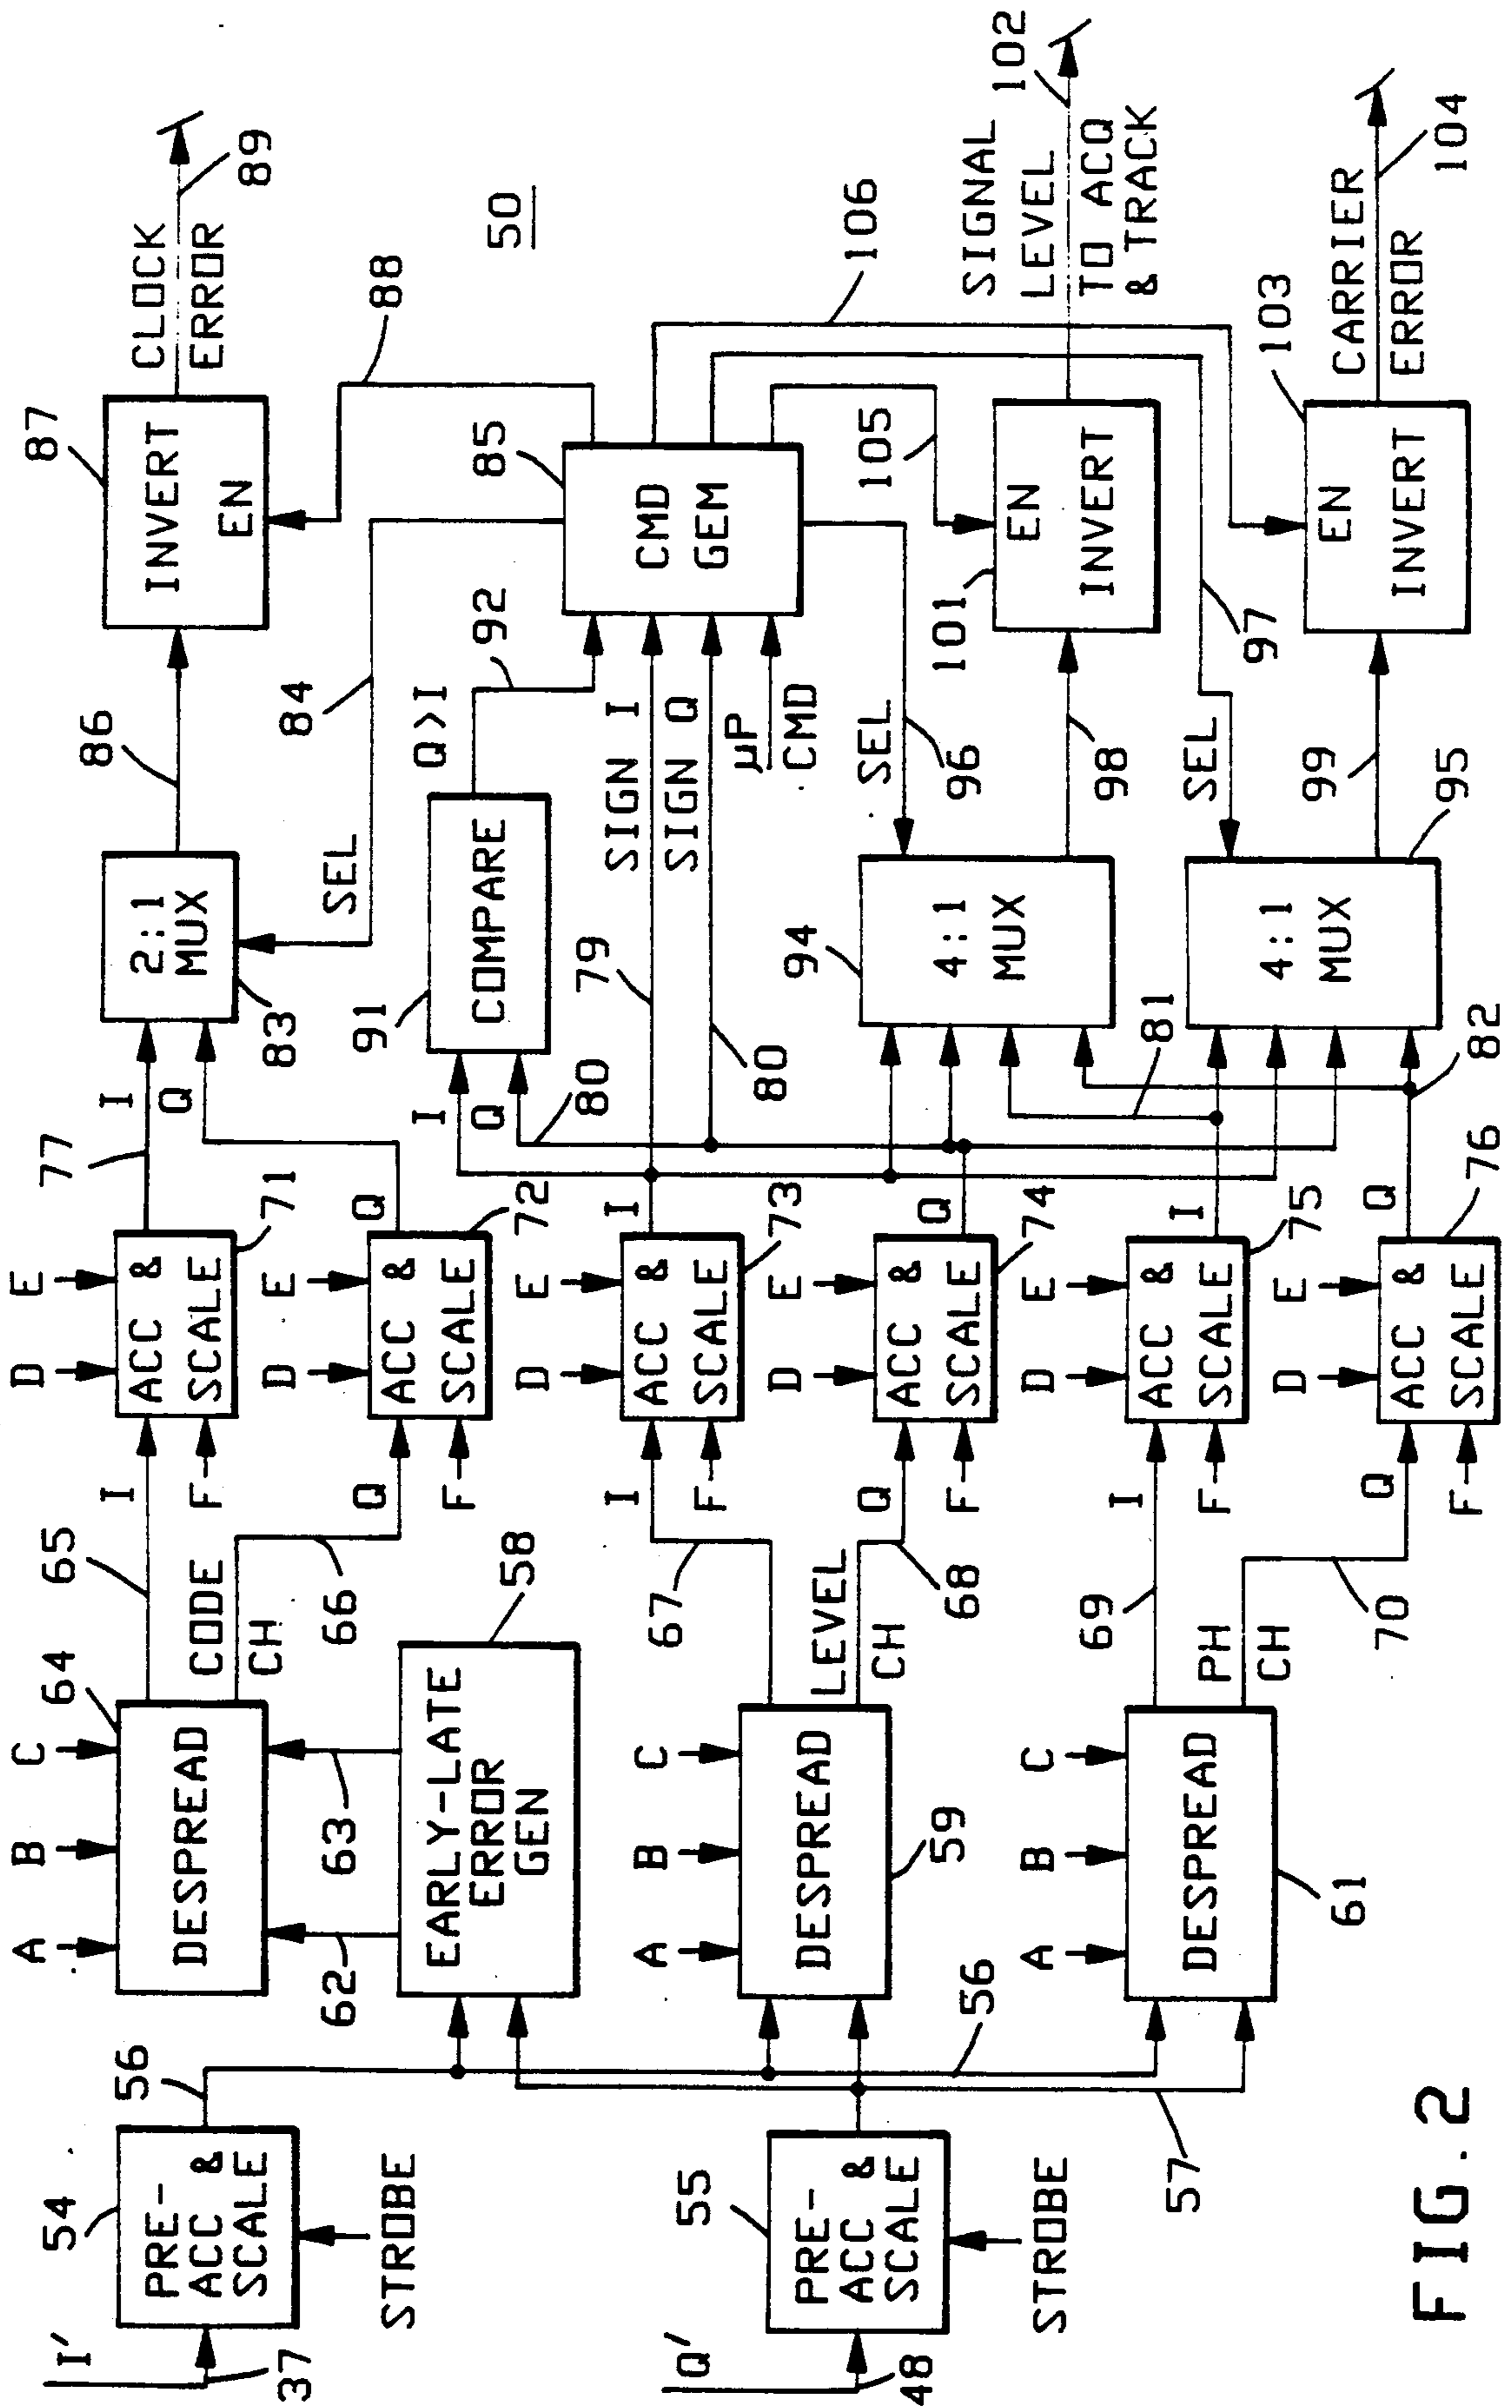 I'
37
54
PRE-
ACC &
SCALE
STROBE
56
Q'
48
55
PRE-
ACC &
SCALE
STROBE
57
56
A
B
C
64
DESPREAD
62
63
EARLY-LATE
ERROR
GEN
58
65
CODE
CH
66
A
B
C
DESPREAD
59
67
LEVEL
CH
68
A
B
C
DESPREAD
61
69
PH
CH
70
I
F
D
E
ACC &
SCALE
71
77
I
Q
Q
F
D
E
ACC &
SCALE
72
Q
I
F
D
E
ACC &
SCALE
73
I
Q
F
D
E
ACC &
SCALE
74
Q
I
F
D
E
ACC &
SCALE
75
I
Q
F
D
E
ACC &
SCALE
76
Q
82
81
80
I
Q
2:1
MUX
83
SEL
84
86
87
INVERT
EN
88
CLOCK
ERROR
89
91
COMPARE
Q>I
92
79
SIGN I
80
SIGN Q
µP
CMD
85
CMD
GEM
50
94
4:1
MUX
SEL
96
98
101
EN
INVERT
105
106
SIGNAL
LEVEL
TO ACQ
& TRACK
102
4:1
MUX
95
SEL
97
99
EN
INVERT
103
CARRIER
ERROR
104
FIG. 2